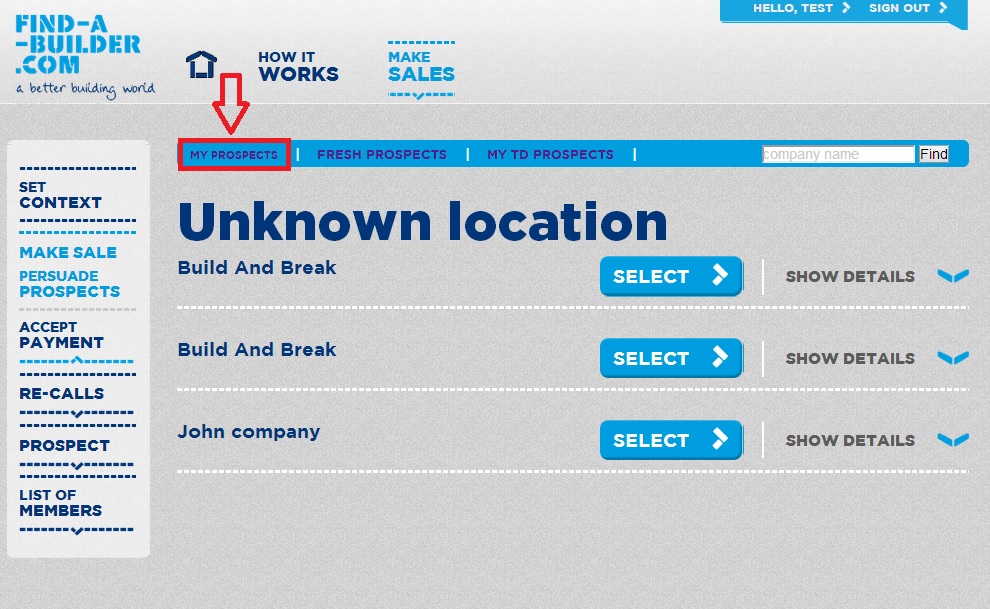 HELLO, TEST
SIGN OUT
FIND-A
-BUILDER
.COM
a better building world
HOW IT
WORKS
MAKE
SALES
MY PROSPECTS | FRESH PROSPECTS | MY TD PROSPECTS |
company name
Find
SET
CONTEXT
MAKE SALE
PERSUADE
PROSPECTS
ACCEPT
PAYMENT
RE-CALLS
PROSPECT
LIST OF
MEMBERS
Unknown location
Build And Break
SELECT
SHOW DETAILS
Build And Break
SELECT
SHOW DETAILS
John company
SELECT
SHOW DETAILS